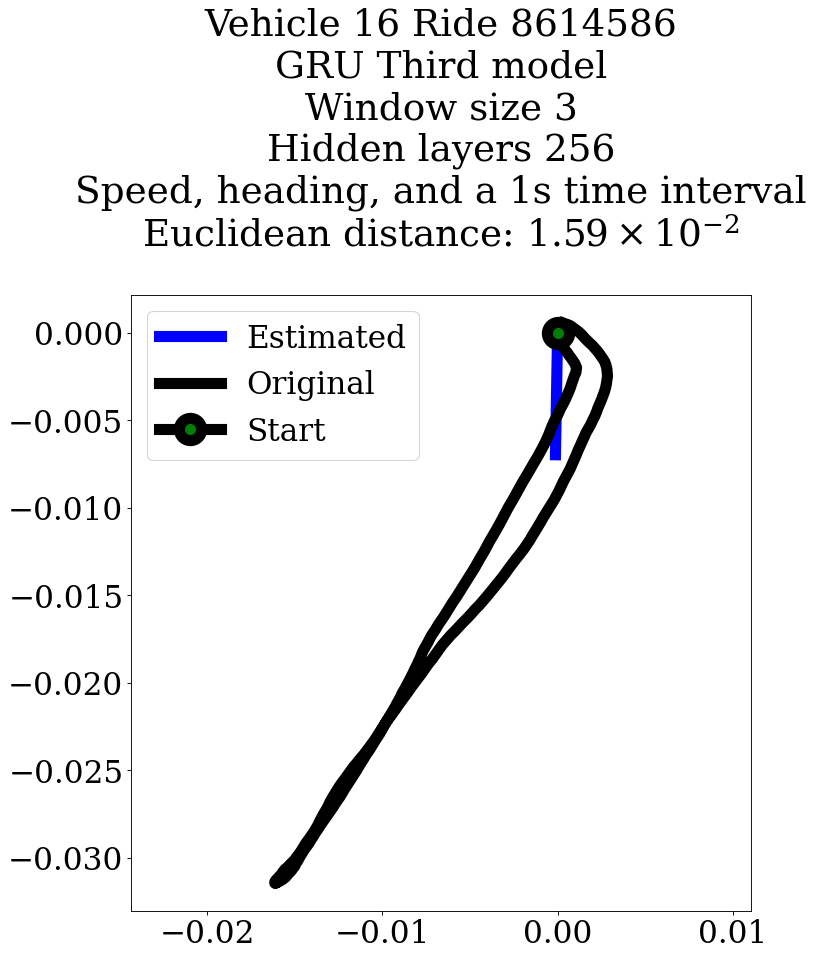 Vehicle 16 Ride 8614586
GRU Third model
Window size 3
Hidden layers 256
Speed, heading, and a 1s time interval
Euclidean distance: 1.59 × 10⁻²
Estimated
Original
Start
0.000
−0.005
−0.010
−0.015
−0.020
−0.025
−0.030
−0.02 −0.01 0.00 0.01